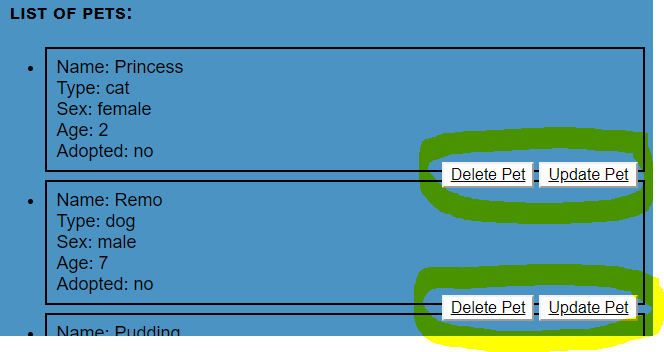 LIST OF PETS:
Name: Princess
Type: cat
Sex: female
Age: 2
Adopted: no
Delete Pet Update Pet
Name: Remo
Type: dog
Sex: male
Age: 7
Adopted: no
Delete Pet Update Pet
Name: Pudding